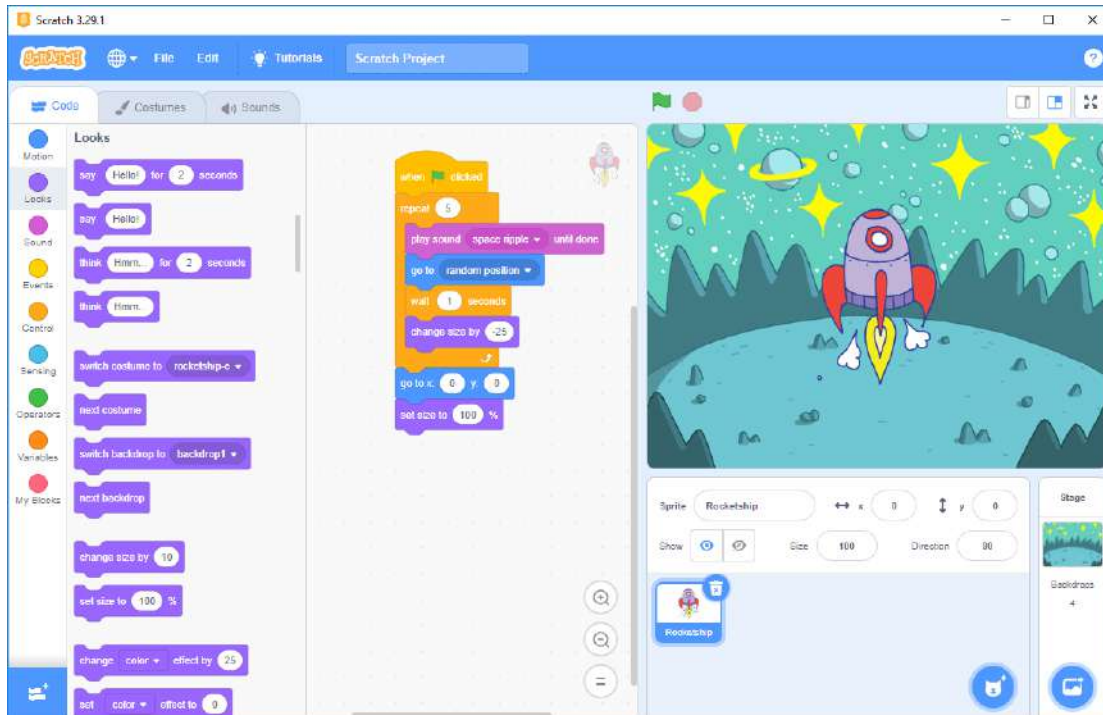 Scratch 3.29.1
SCRATCH File Edit Tutorials Scratch Project
Code Costumes Sounds
Motion
Looks
Sound
Events
Control
Sensing
Operators
Variables
My Blocks
Looks
say Hello! for 2 seconds
say Hello!
think Hmm... for 2 seconds
think Hmm...
switch costume to rocketship-e
next costume
switch backdrop to backdrop1
next backdrop
change size by 10
set size to 100 %
change color effect by 25
set color effect to 0
when clicked
repeat 5
play sound space ripple until done
go to random position
wait 1 seconds
change size by -25
go to x: 0 y: 0
set size to 100 %
Sprite Rocketship x 0 y 0
Show Size 100 Direction 90
Rocketship
Stage
Backdrops
4